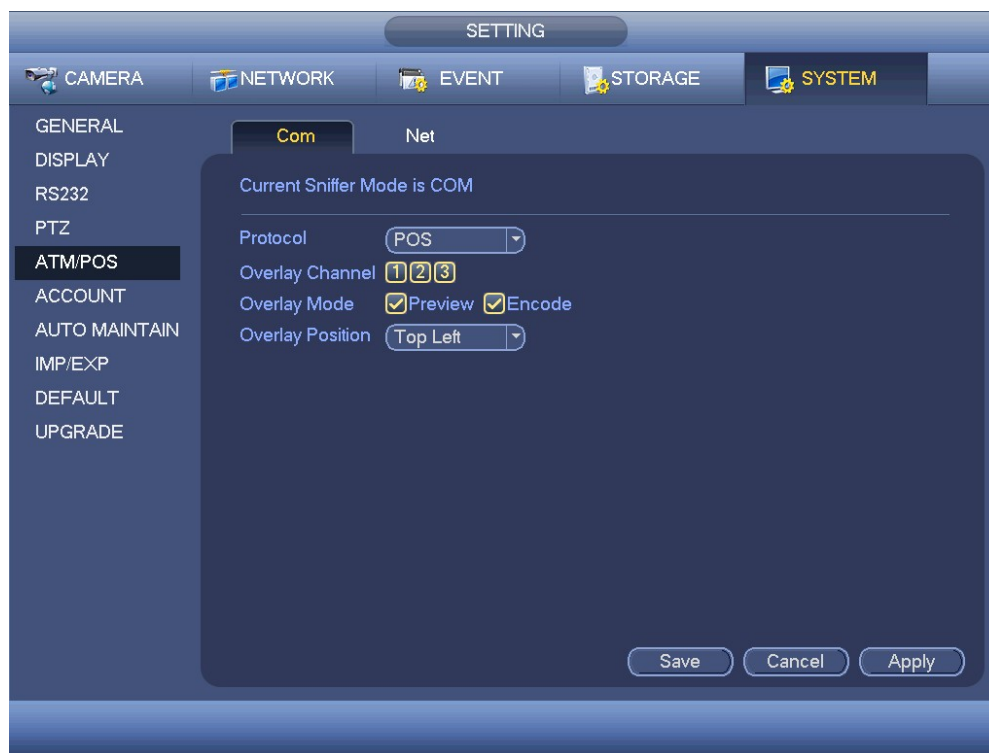 SETTING
CAMERA NETWORK EVENT STORAGE SYSTEM
GENERAL
DISPLAY
RS232
PTZ
ATM/POS
ACCOUNT
AUTO MAINTAIN
IMP/EXP
DEFAULT
UPGRADE
Com Net
Current Sniffer Mode is COM
Protocol POS
Overlay Channel 1 2 3
Overlay Mode Preview Encode
Overlay Position Top Left
Save Cancel Apply